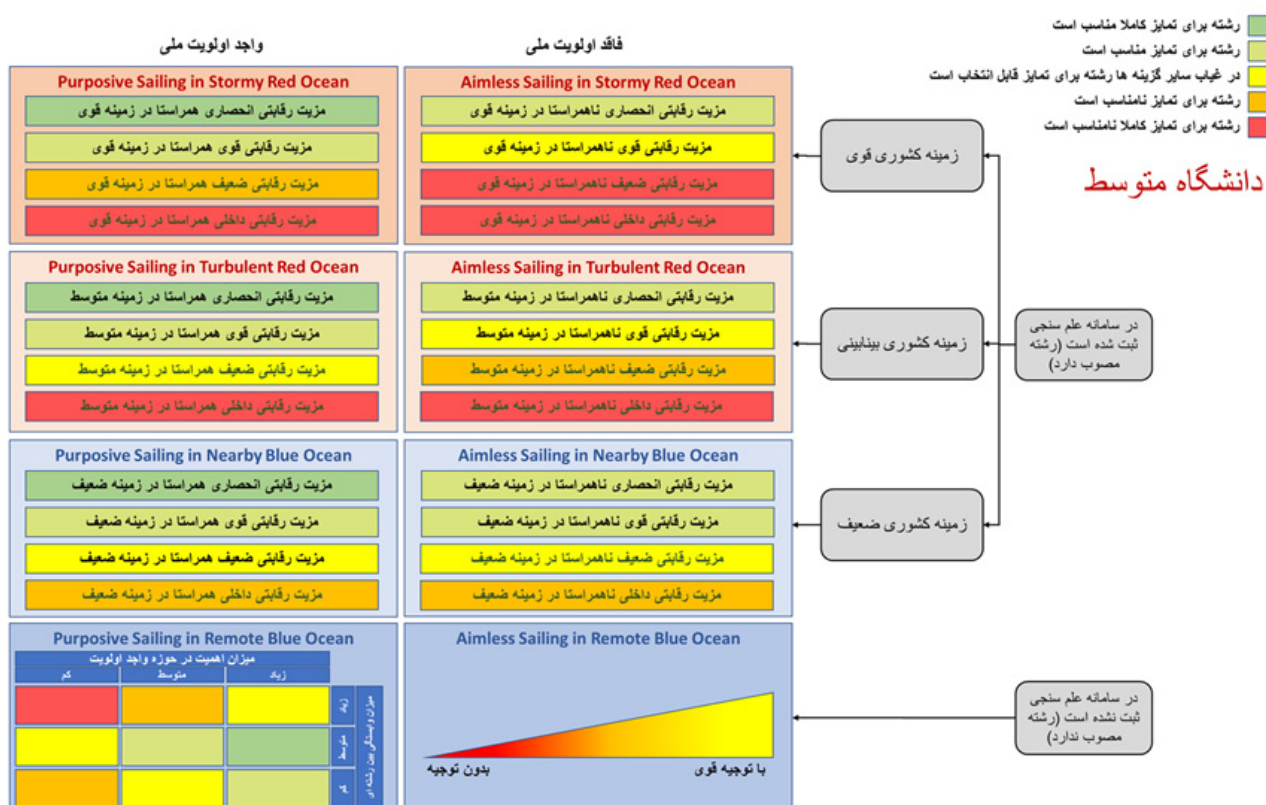 رشته برای تمایز کاملا مناسب است
رشته برای تمایز مناسب است
در غیاب سایر گزینه ها رشته برای تمایز قابل انتخاب است
رشته برای تمایز نامناسب است
رشته برای تمایز کاملا نامناسب است
دانشگاه متوسط
فاقد اولویت ملی
واجد اولویت ملی
در سامانه علم سنجی
ثبت شده است (رشته
مصوب دارد)
زمینه کشوری قوی
Aimless Sailing in Stormy Red Ocean
مزیت رقابتی انحصاری ناهمراستا در زمینه قوی
مزیت رقابتی قوی ناهمراستا در زمینه قوی
مزیت رقابتی ضعیف ناهمراستا در زمینه قوی
مزیت رقابتی داخلی ناهمراستا در زمینه قوی
Purposive Sailing in Stormy Red Ocean
مزیت رقابتی انحصاری همراستا در زمینه قوی
مزیت رقابتی قوی همراستا در زمینه قوی
مزیت رقابتی ضعیف همراستا در زمینه قوی
مزیت رقابتی داخلی همراستا در زمینه قوی
زمینه کشوری بینابینی
Aimless Sailing in Turbulent Red Ocean
مزیت رقابتی انحصاری ناهمراستا در زمینه متوسط
مزیت رقابتی قوی ناهمراستا در زمینه متوسط
مزیت رقابتی ضعیف ناهمراستا در زمینه متوسط
مزیت رقابتی داخلی ناهمراستا در زمینه متوسط
Purposive Sailing in Turbulent Red Ocean
مزیت رقابتی انحصاری همراستا در زمینه متوسط
مزیت رقابتی قوی همراستا در زمینه متوسط
مزیت رقابتی ضعیف همراستا در زمینه متوسط
مزیت رقابتی داخلی همراستا در زمینه متوسط
زمینه کشوری ضعیف
Aimless Sailing in Nearby Blue Ocean
مزیت رقابتی انحصاری ناهمراستا در زمینه ضعیف
مزیت رقابتی قوی ناهمراستا در زمینه ضعیف
مزیت رقابتی ضعیف ناهمراستا در زمینه ضعیف
مزیت رقابتی داخلی ناهمراستا در زمینه ضعیف
Purposive Sailing in Nearby Blue Ocean
مزیت رقابتی انحصاری همراستا در زمینه ضعیف
مزیت رقابتی قوی همراستا در زمینه ضعیف
مزیت رقابتی ضعیف همراستا در زمینه ضعیف
مزیت رقابتی داخلی همراستا در زمینه ضعیف
در سامانه علم سنجی
ثبت نشده است (رشته
مصوب ندارد)
Aimless Sailing in Remote Blue Ocean
با توجیه قوی
بدون توجیه
Purposive Sailing in Remote Blue Ocean
میزان اهمیت در حوزه واجد اولویت
زیاد
متوسط
کم
میزان وابستگی بین رشته ای
زیاد
متوسط
کم